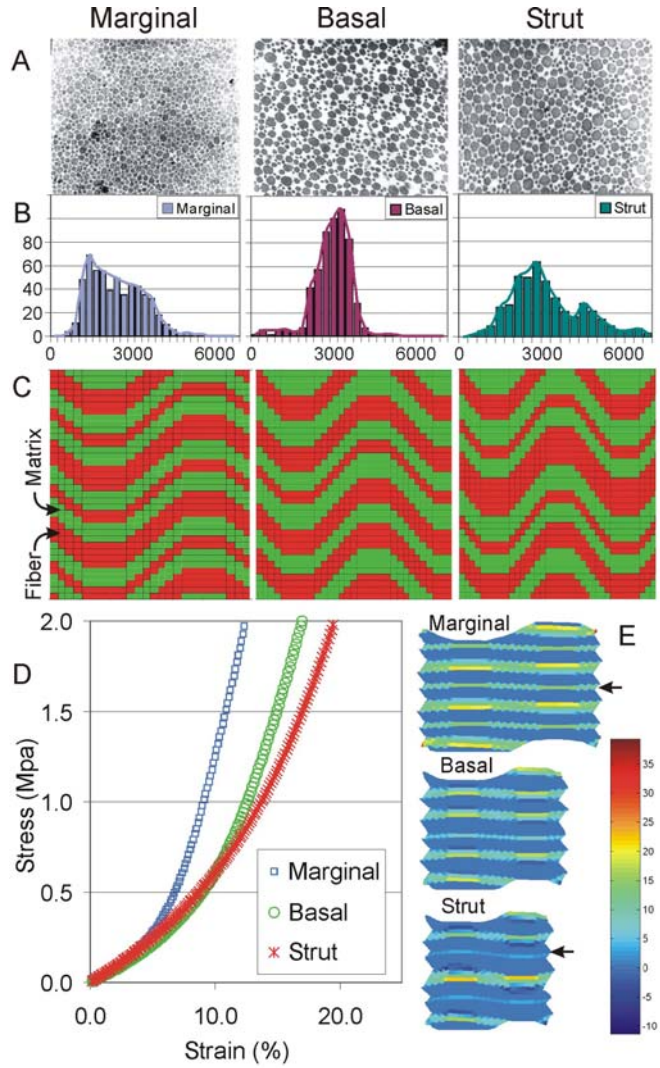 Marginal Basal Strut
A
B
Marginal
Basal
Strut
80
60
40
20
0
0 3000 6000
0 3000 6000
0 3000 6000
C
Matrix
Fiber
D
2.0
1.5
1.0
0.5
0.0
Stress (Mpa)
Marginal
Basal
Strut
0.0 10.0 20.0
Strain (%)
E
Marginal
Basal
Strut
35
30
25
20
15
10
5
0
-5
-10